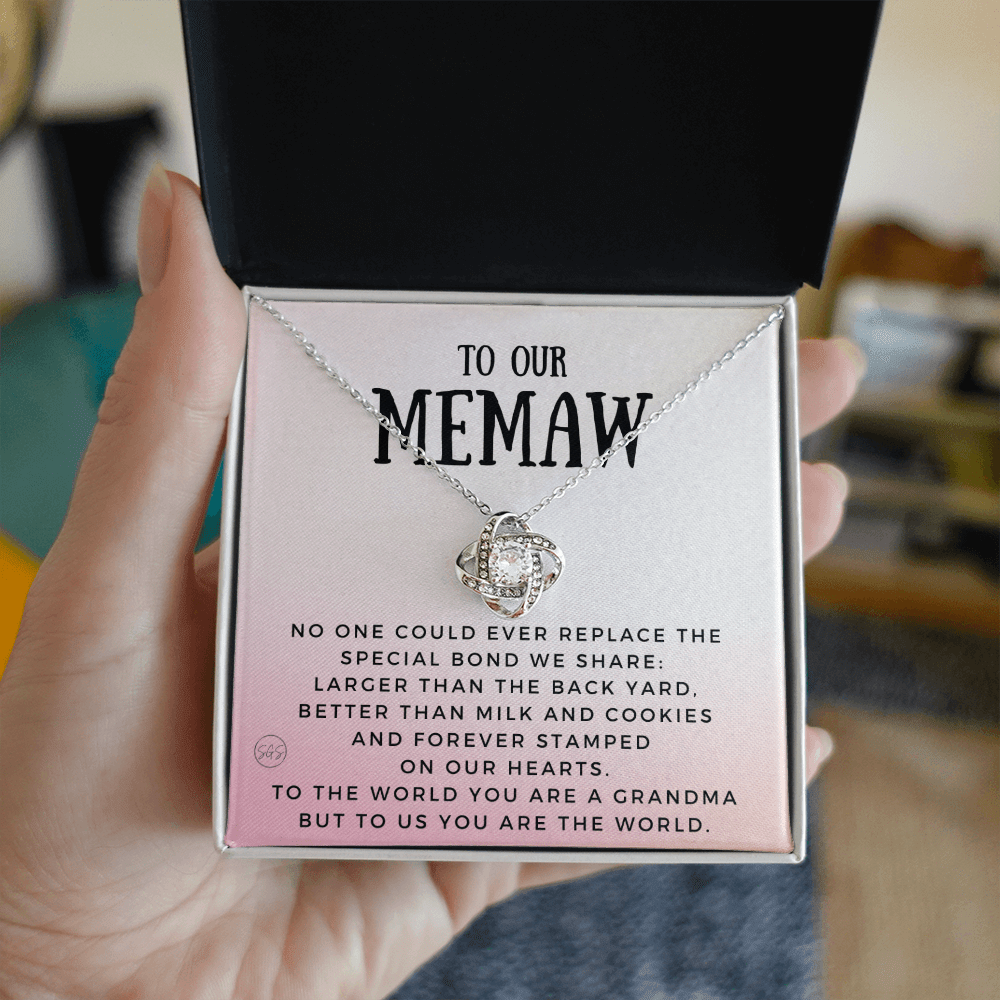 TO OUR
MEMAW
NO ONE COULD EVER REPLACE THE
SPECIAL BOND WE SHARE:
LARGER THAN THE BACK YARD,
BETTER THAN MILK AND COOKIES
AND FOREVER STAMPED
ON OUR HEARTS.
SGS
TO THE WORLD YOU ARE A GRANDMA
BUT TO US YOU ARE THE WORLD.